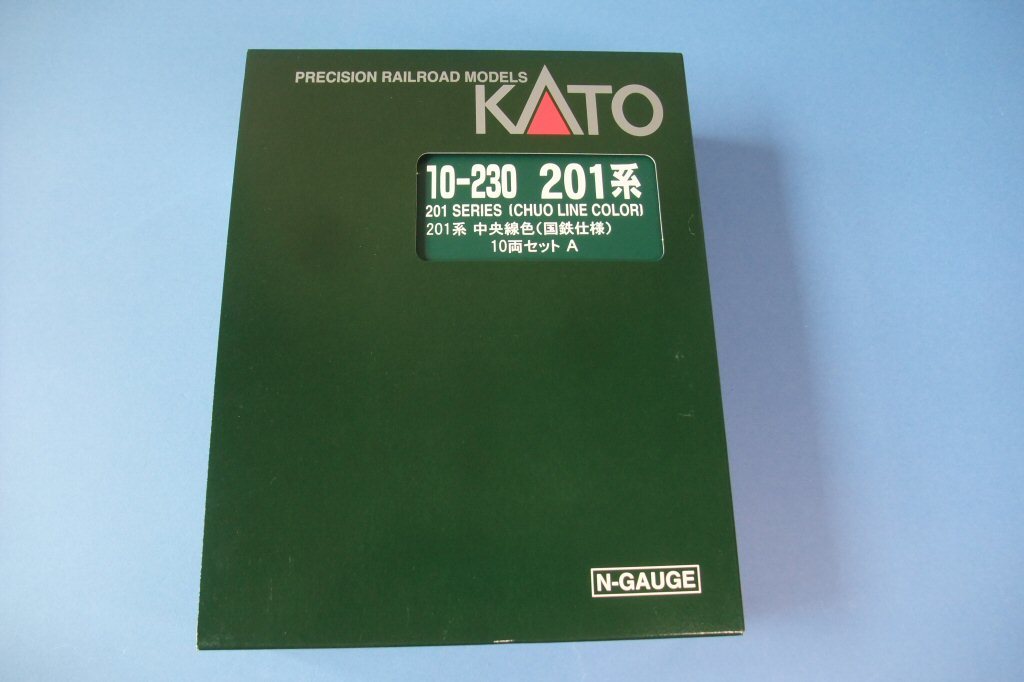 PRECISION RAILROAD MODELS
KATO
10-230 201系
201 SERIES (CHUO LINE COLOR)
201系 中央線色(国鉄仕様)
10両セット A
N-GAUGE